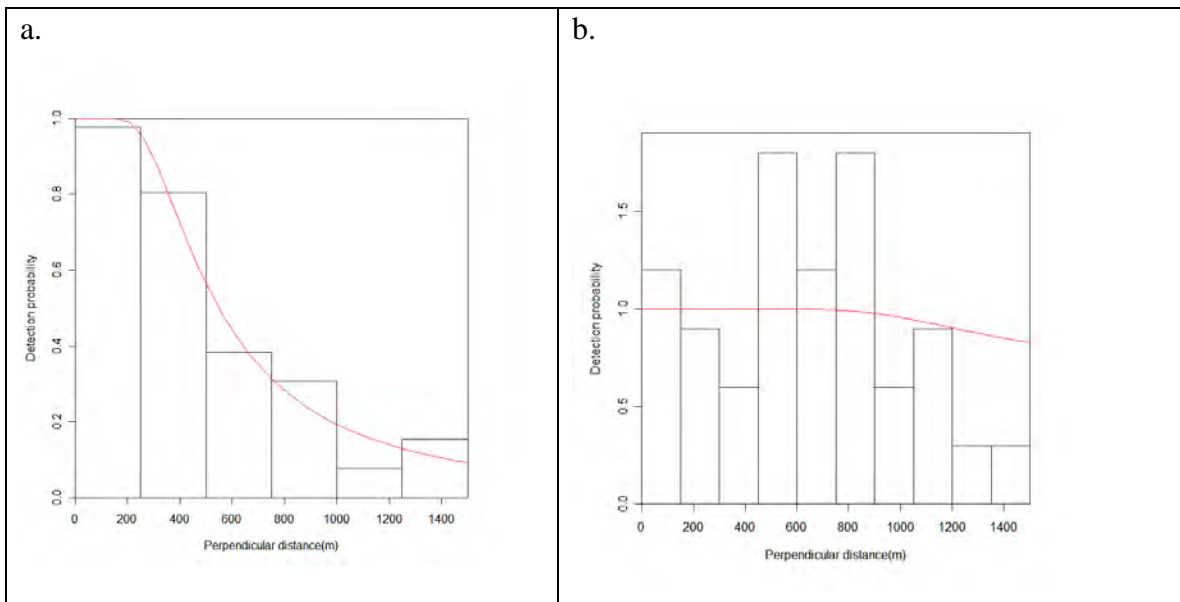 a.
Detection probability
0.0 0.2 0.4 0.6 0.8 1.0
0 200 400 600 800 1000 1200 1400
Perpendicular distance(m)
b.
Detection probability
0.0 0.5 1.0 1.5
0 200 400 600 800 1000 1200 1400
Perpendicular distance(m)